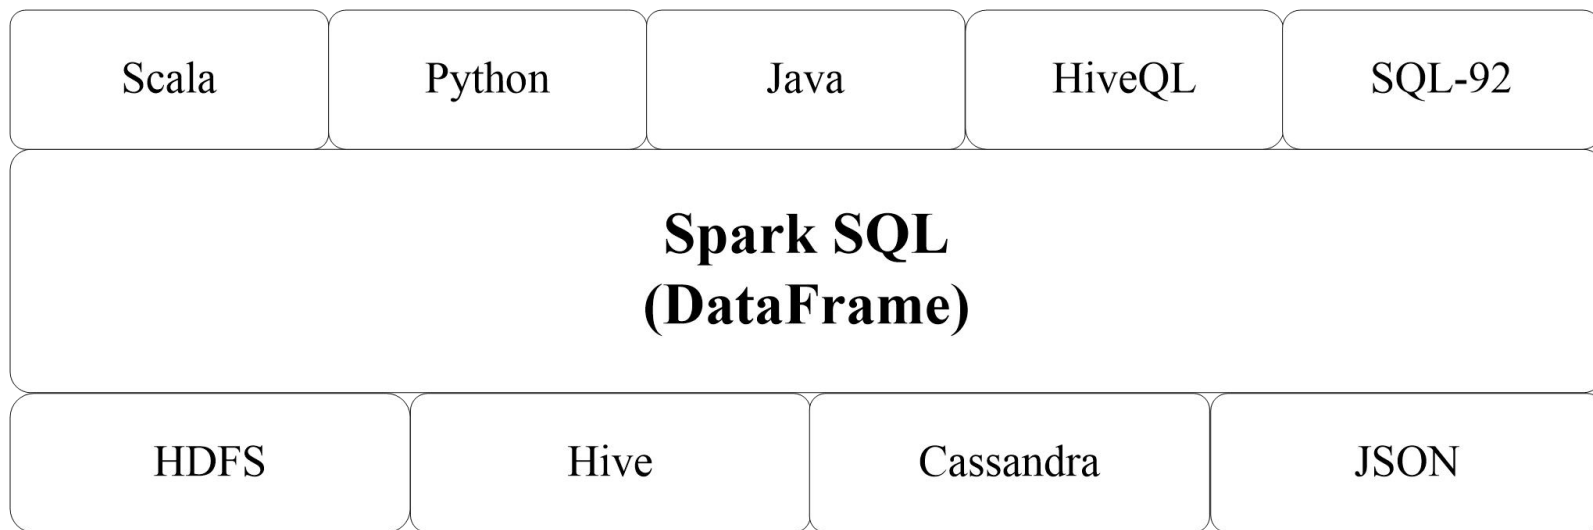 Scala
Python
Java
HiveQL
SQL-92
Spark SQL
(DataFrame)
HDFS
Hive
Cassandra
JSON